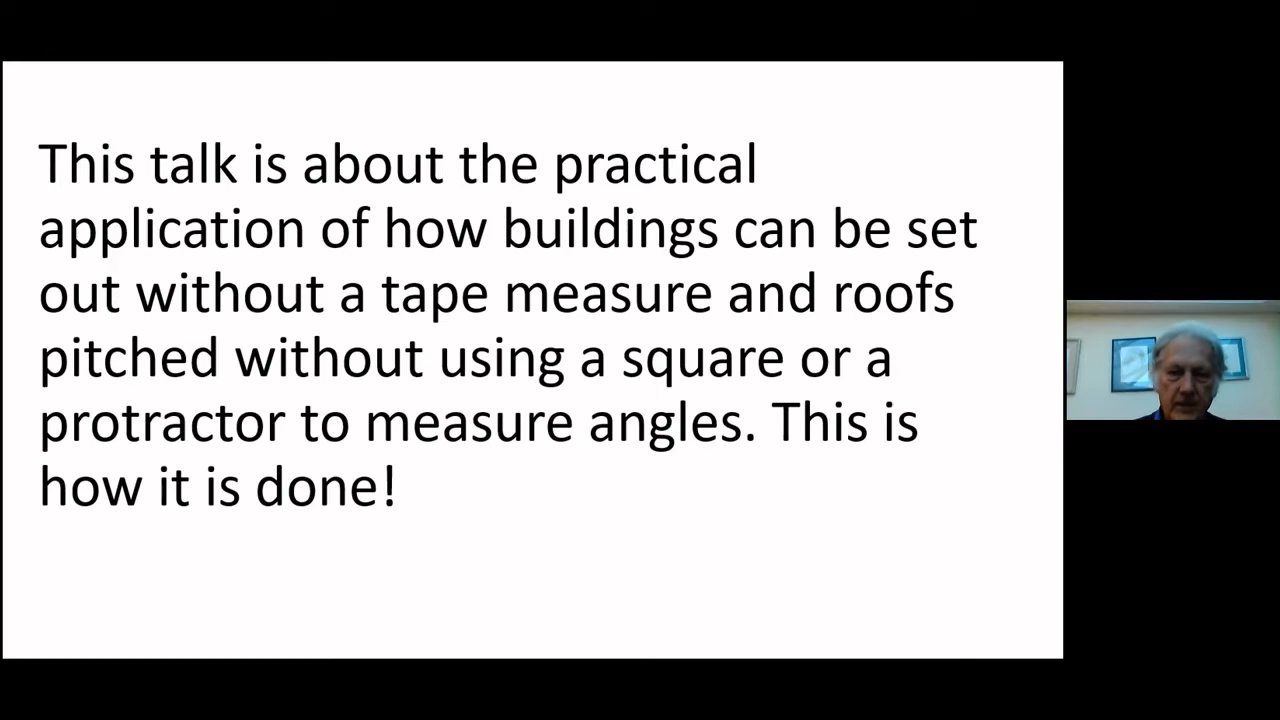 This talk is about the practical
application of how buildings can be set
out without a tape measure and roofs
pitched without using a square or a
protractor to measure angles. This is
how it is done!